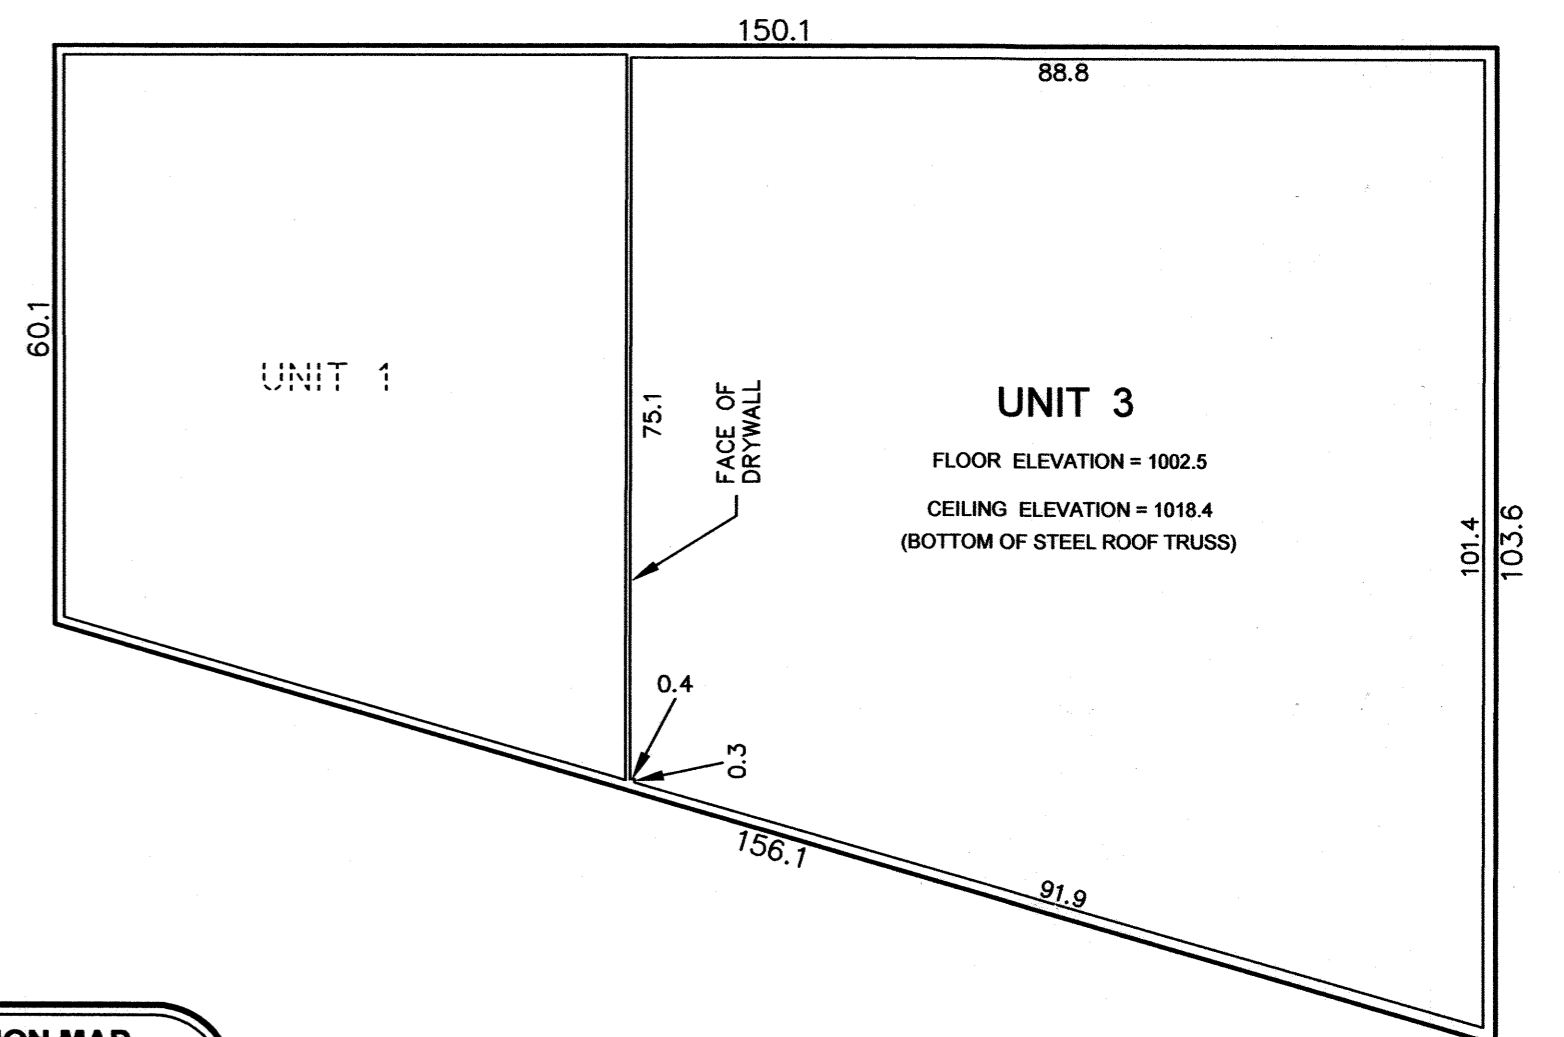 150.1
88.8
60.1
UNIT 1
75.1
FACE OF
DRYWALL
UNIT 3
FLOOR ELEVATION = 1002.5
CEILING ELEVATION = 1018.4
(BOTTOM OF STEEL ROOF TRUSS)
101.4
103.6
0.4
0.3
156.1
91.9
MAP